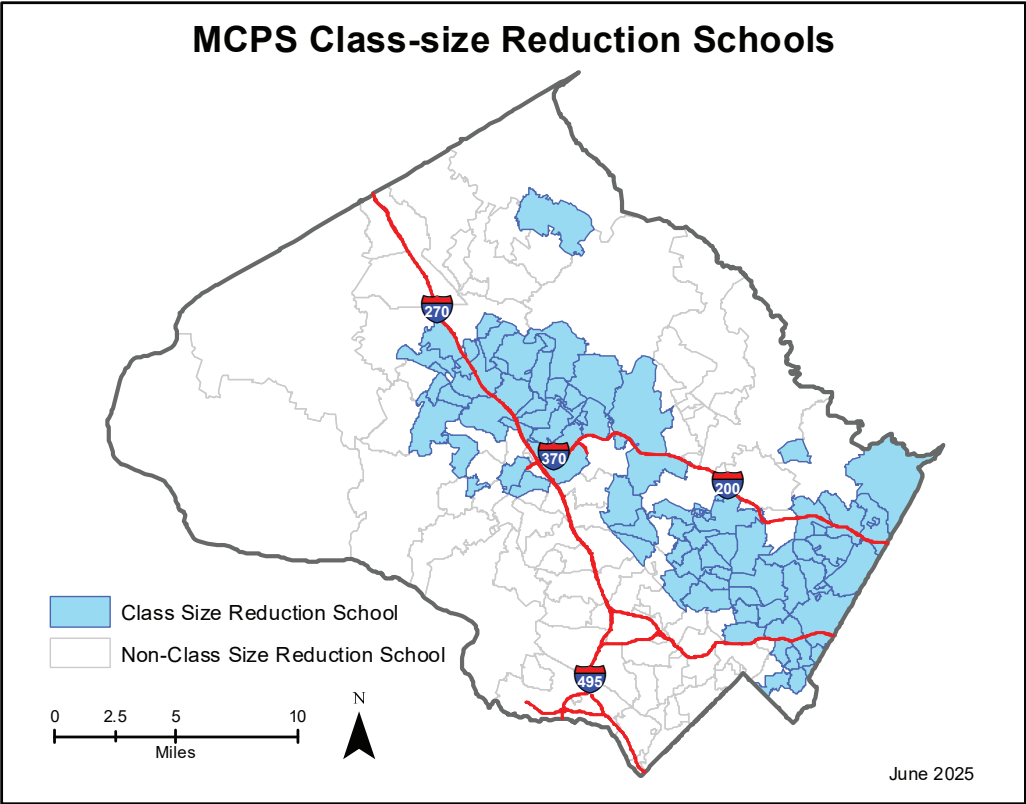 MCPS Class-size Reduction Schools
270
370
200
495
Class Size Reduction School
Non-Class Size Reduction School
N
0 2.5 5 10
Miles
June 2025